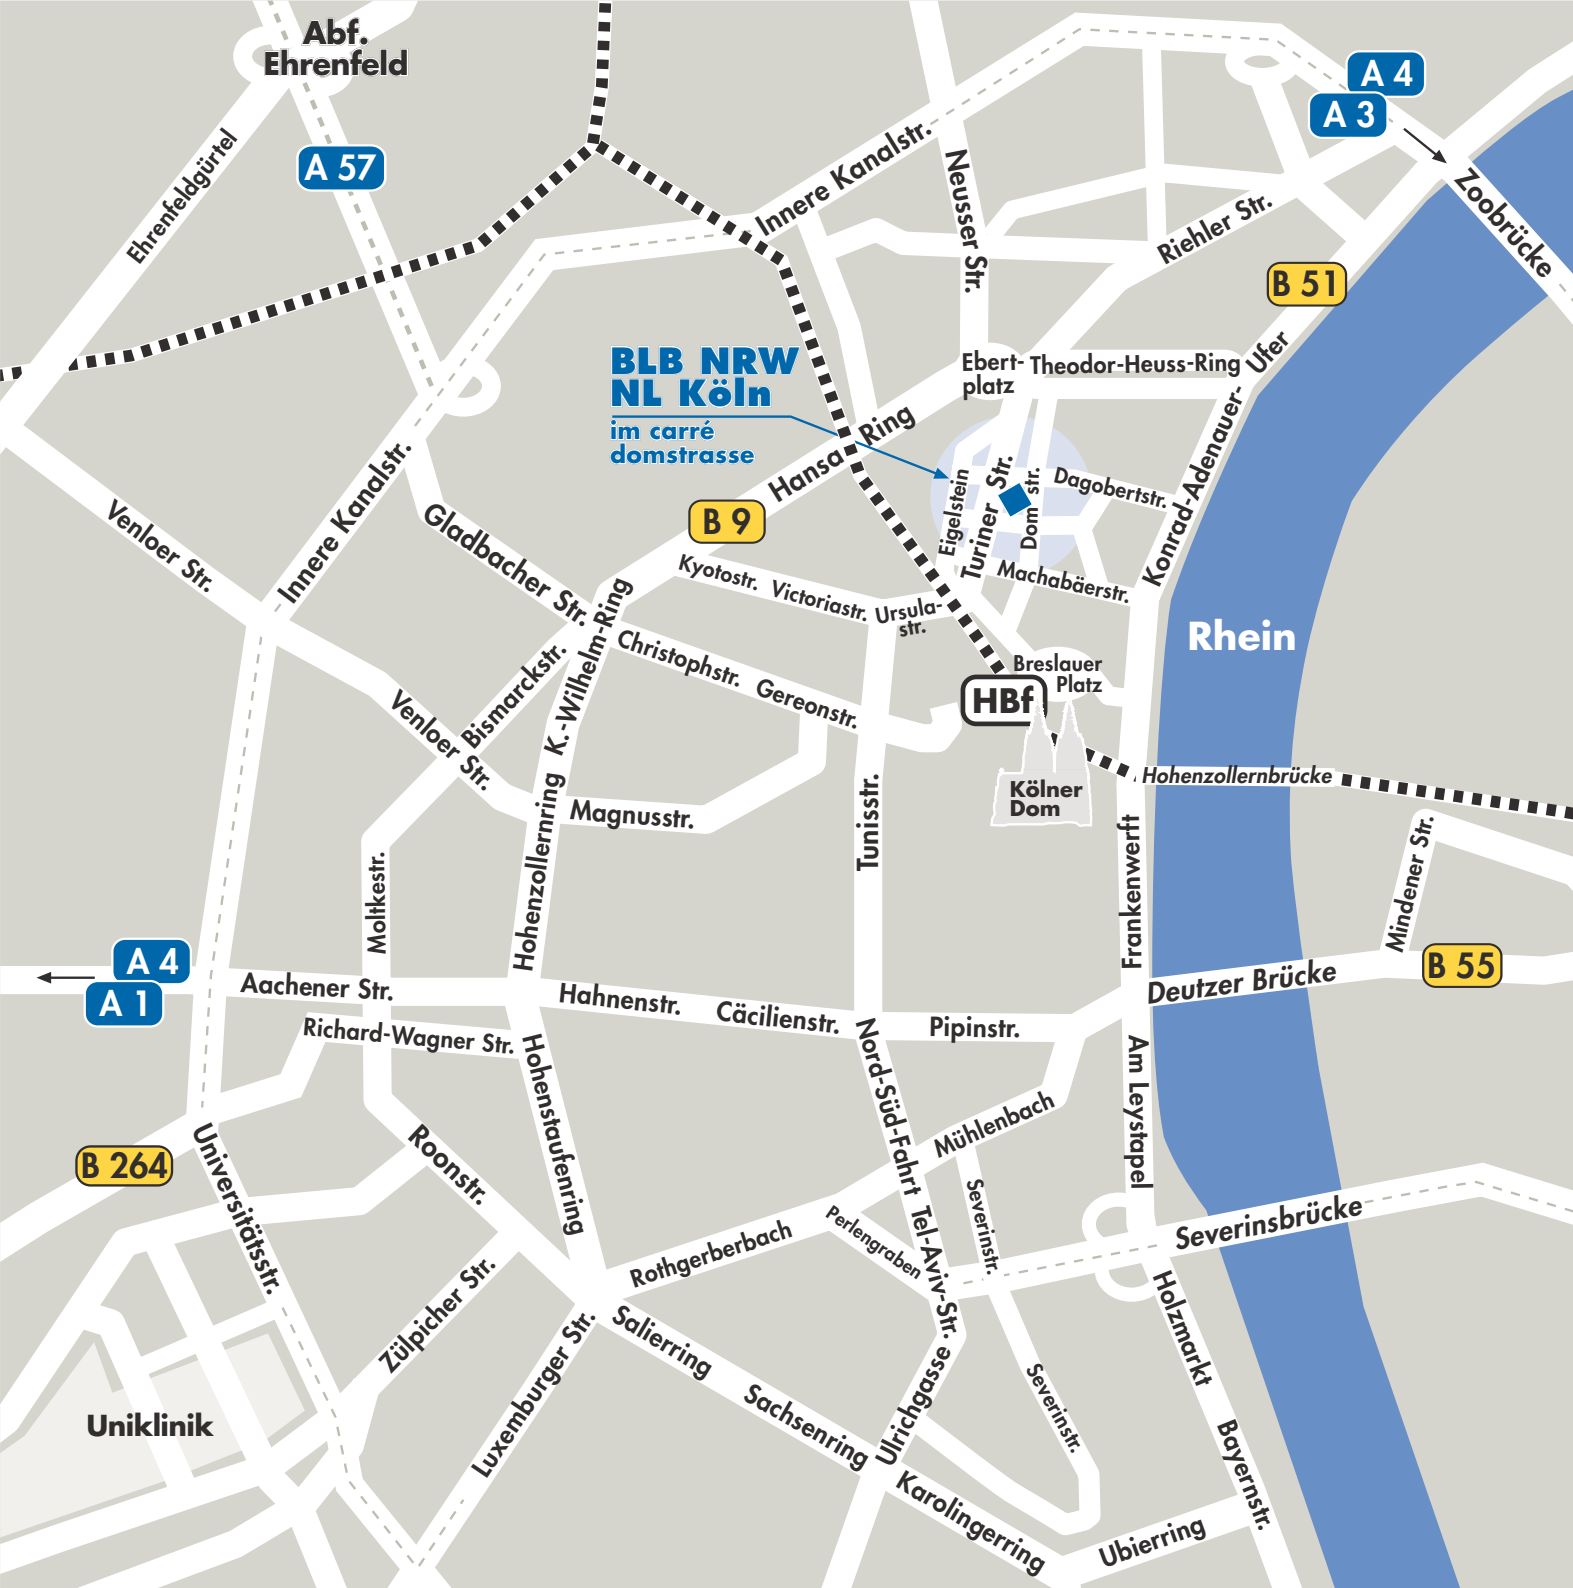 Abf.
Ehrenfeld
A 4
A 3
A 57
Ehrenfeldgürtel
Innere Kanalstr.
Neusser Str.
Zoobrücke
Riehler Str.
B 51
BLB NRW
NL Köln
im carré
domstrasse
Ebert-
platz
Theodor-Heuss-Ring
Konrad-Adenauer-Ufer
Hansa Ring
Innere Kanalstr.
Venloer Str.
Gladbacher Str.
B 9
Eigelstein
Turiner Str.
Domstr.
Dagobertstr.
Machabäerstr.
Kyotostr.
Victoriastr.
Ursula-
str.
Rhein
Christophstr.
Gereonstr.
Bismarckstr.
K.-Wilhelm-Ring
Breslauer
Platz
HBf
Venloer Str.
Magnusstr.
Hohenzollernring
Tunisstr.
Kölner
Dom
Hohenzollernbrücke
Frankenwerft
Mindener Str.
Moltkestr.
A 4
A 1
Aachener Str.
Hahnenstr.
Cäcilienstr.
Pipinstr.
Deutzer Brücke
B 55
Richard-Wagner Str.
Hohenstaufenring
Nord-Süd-Fahrt
Am Leystapel
Mühlenbach
B 264
Universitätsstr.
Roonstr.
Rothgerberbach
Perlengraben
Tel-Aviv-Str.
Severinstr.
Severinsbrücke
Zülpicher Str.
Luxemburger Str.
Salierring
Sachsenring
Ulrichgasse
Severinstr.
Holzmarkt
Bayernstr.
Uniklinik
Karolingerring
Ubierring